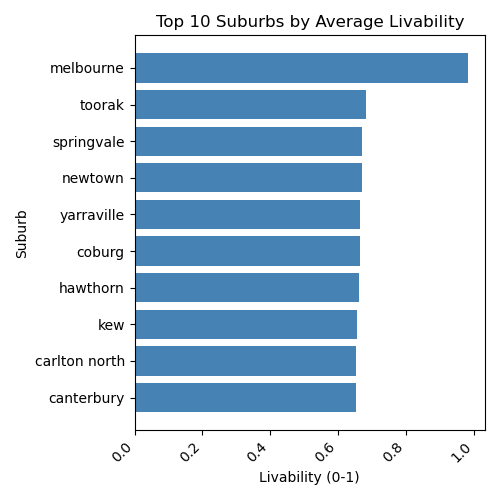 Top 10 Suburbs by Average Livability
melbourne
toorak
springvale
newtown
yarraville
coburg
hawthorn
kew
carlton north
canterbury
Suburb
0.0
0.2
0.4
0.6
0.8
1.0
Livability (0-1)